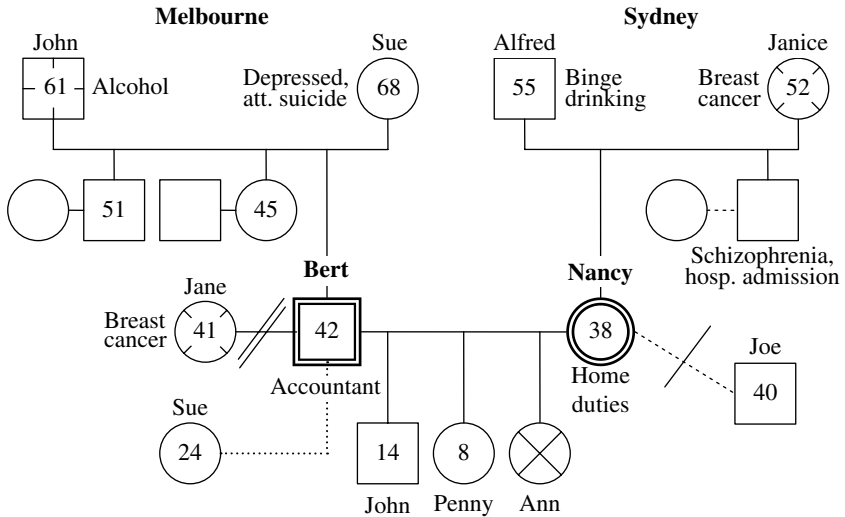 Melbourne
Sydney
John
Sue
Alfred
Janice
61
Alcohol
Depressed,
att. suicide
68
55
Binge
drinking
Breast
cancer
52
51
45
Schizophrenia,
hosp. admission
Bert
Nancy
Jane
Breast
cancer
41
42
38
Accountant
Home
duties
Joe
40
Sue
24
14
8
John
Penny
Ann